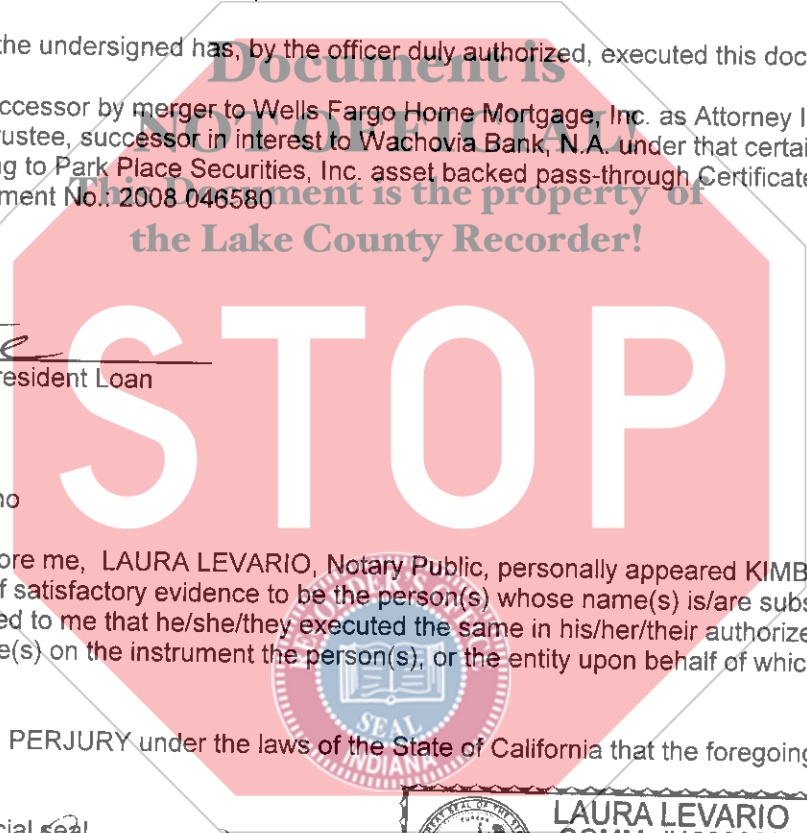 the undersigned has, by the officer duly authorized, executed this doc
Document is
ccessor by merger to Wells Fargo Home Mortgage, Inc. as Attorney I
NOT OFFICIAL!
rustee, successor in interest to Wachovia Bank, N.A. under that certai
g to Park Place Securities, Inc. asset backed pass-through Certificate
This Document is the property of
ment No.: 2008 046580
the Lake County Recorder!
STOP
resident Loan
no
ore me, LAURA LEVARIO, Notary Public, personally appeared KIMB
f satisfactory evidence to be the person(s) whose name(s) is/are subs
ed to me that he/she/they executed the same in his/her/their authorize
e(s) on the instrument the person(s), or the entity upon behalf of whic
SEAL
INDIANA
PERJURY under the laws of the State of California that the foregoing
LAURA LEVARIO
cial seal